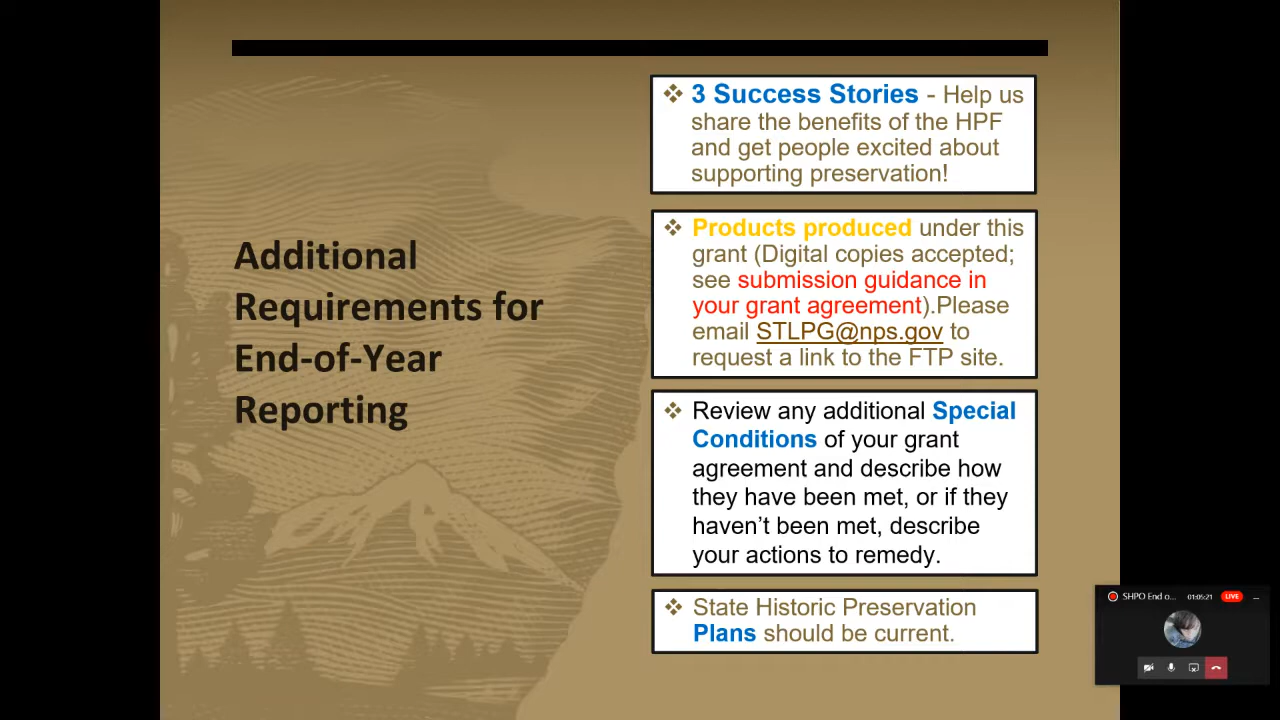 Additional
Requirements for
End-of-Year
Reporting
❖ 3 Success Stories - Help us
share the benefits of the HPF
and get people excited about
supporting preservation!
❖ Products produced under this
grant (Digital copies accepted;
see submission guidance in
your grant agreement).Please
email STLPG@nps.gov to
request a link to the FTP site.
❖ Review any additional Special
Conditions of your grant
agreement and describe how
they have been met, or if they
haven't been met, describe
your actions to remedy.
❖ State Historic Preservation
Plans should be current.
SHPO End o... 01:05:21 LIVE